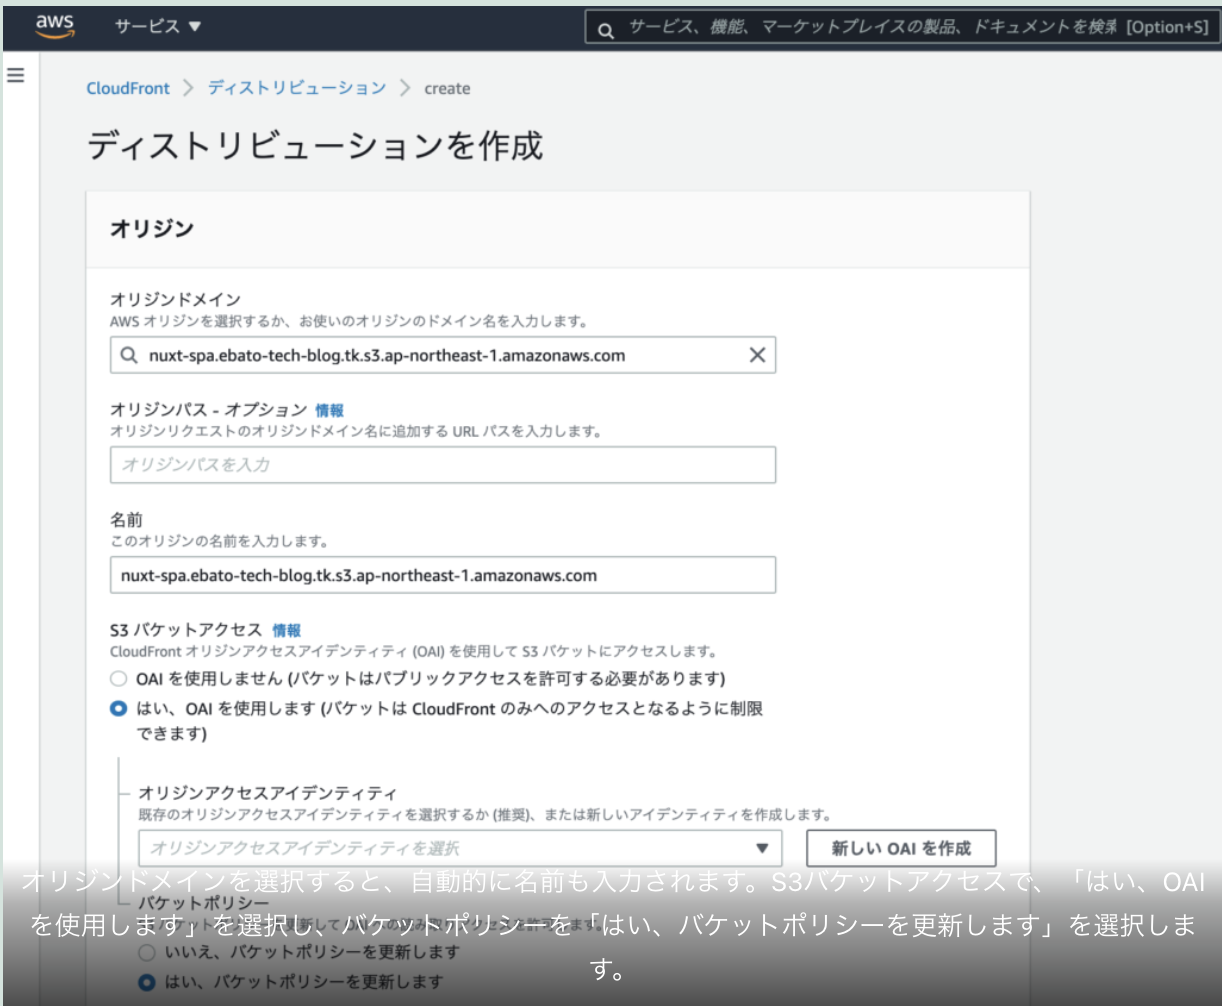 aws サービス ▼ サービス、機能、マーケットプレイスの製品、ドキュメントを検索 [Option+S]
CloudFront > ディストリビューション > create
ディストリビューションを作成
オリジン
オリジンドメイン
AWS オリジンを選択するか、お使いのオリジンのドメイン名を入力します。
nuxt-spa.ebato-tech-blog.tk.s3.ap-northeast-1.amazonaws.com
オリジンパス - オプション 情報
オリジンリクエストのオリジンドメイン名に追加する URL パスを入力します。
オリジンパスを入力
名前
このオリジンの名前を入力します。
nuxt-spa.ebato-tech-blog.tk.s3.ap-northeast-1.amazonaws.com
S3 バケットアクセス 情報
CloudFront オリジンアクセスアイデンティティ (OAI) を使用して S3 バケットにアクセスします。
OAI を使用しません (バケットはパブリックアクセスを許可する必要があります)
はい、OAI を使用します (バケットは CloudFront のみへのアクセスとなるように制限
できます)
オリジンアクセスアイデンティティ
既存のオリジンアクセスアイデンティティを選択するか (推奨)、または新しいアイデンティティを作成します。
オリジンアクセスアイデンティティを選択 新しい OAI を作成
オリジンドメインを選択すると、自動的に名前も入力されます。S3バケットアクセスで、「はい、OAI
バケットポリシー
を使用します」を選択し、バケットポリシーを「はい、バケットポリシーを更新します」を選択しま
いいえ、バケットポリシーを更新します
す。
はい、バケットポリシーを更新します